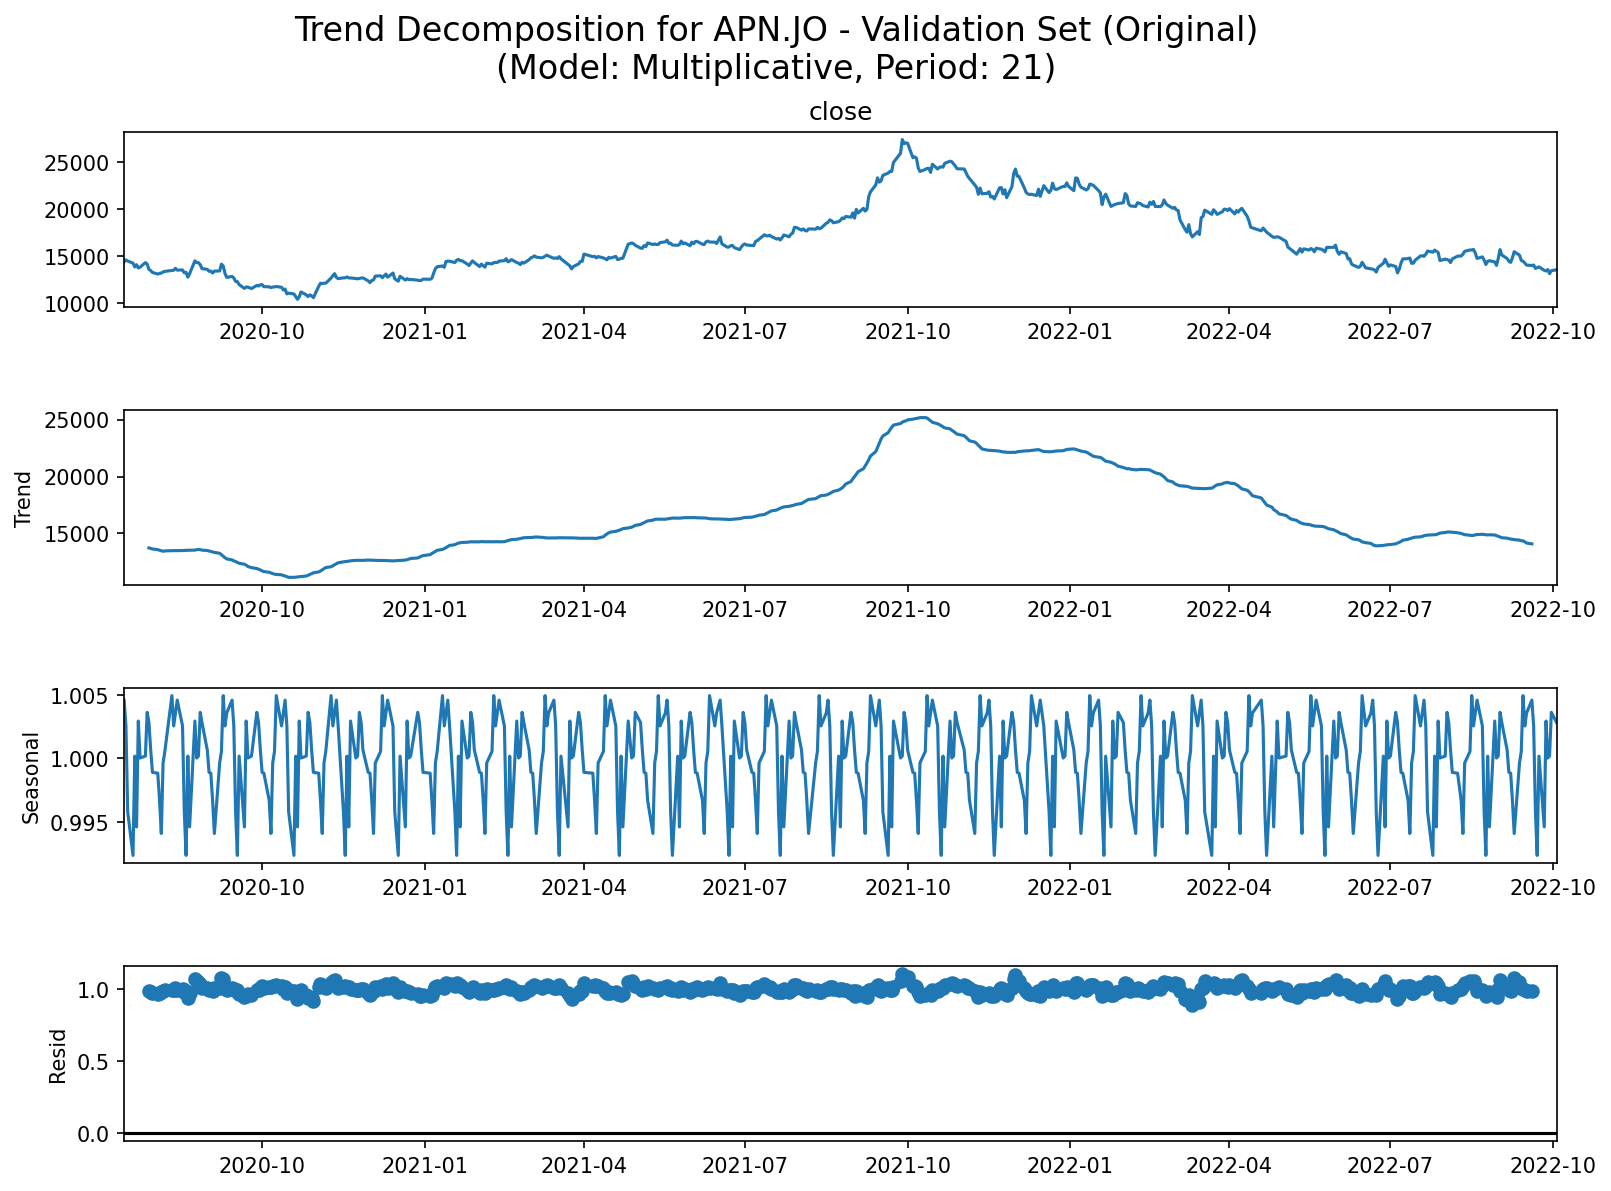 Trend Decomposition for APN.JO - Validation Set (Original)
(Model: Multiplicative, Period: 21)
close
25000
20000
15000
10000
2020-10 2021-01 2021-04 2021-07 2021-10 2022-01 2022-04 2022-07 2022-10
Trend
25000
20000
15000
2020-10 2021-01 2021-04 2021-07 2021-10 2022-01 2022-04 2022-07 2022-10
Seasonal
1.005
1.000
0.995
2020-10 2021-01 2021-04 2021-07 2021-10 2022-01 2022-04 2022-07 2022-10
Resid
1.0
0.5
0.0
2020-10 2021-01 2021-04 2021-07 2021-10 2022-01 2022-04 2022-07 2022-10